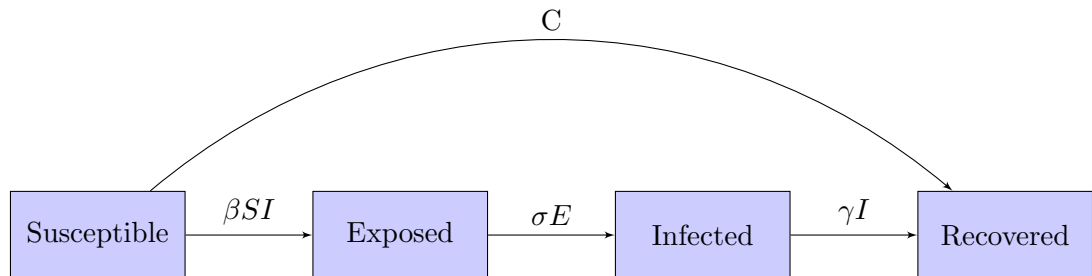 C
Susceptible
βSI
Exposed
σE
Infected
γI
Recovered